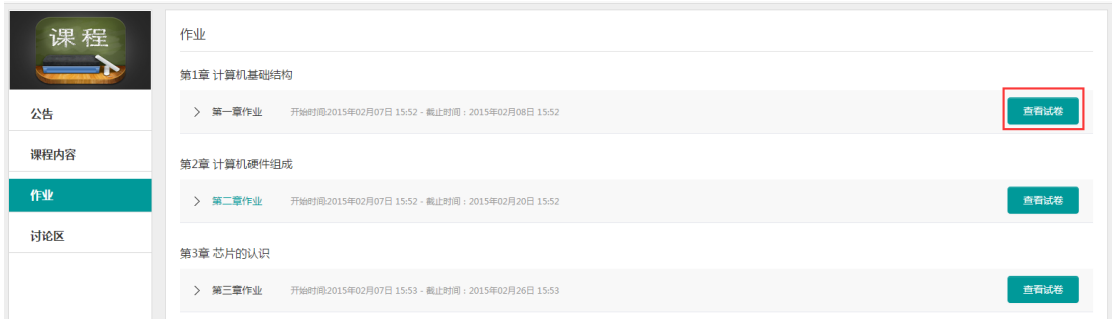 课程
公告
课程内容
作业
讨论区
作业
第1章 计算机基础结构
第一章作业 开始时间:2015年02月07日 15:52 - 截止时间：2015年02月08日 15:52 查看试卷
第2章 计算机硬件组成
第二章作业 开始时间:2015年02月07日 15:52 - 截止时间：2015年02月20日 15:52 查看试卷
第3章 芯片的认识
第三章作业 开始时间:2015年02月07日 15:53 - 截止时间：2015年02月26日 15:53 查看试卷